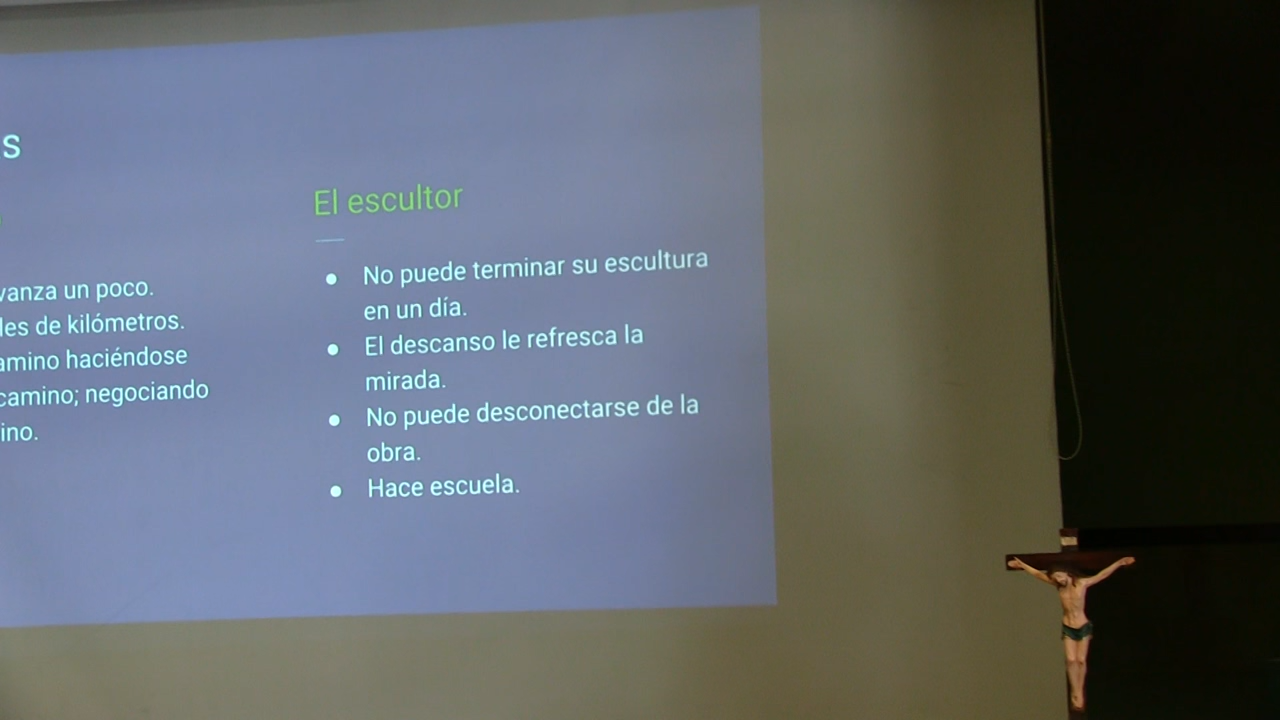 s
vanza un poco.
les de kilómetros.
amino haciéndose
camino; negociando
ino.
El escultor
No puede terminar su escultura
en un día.
El descanso le refresca la
mirada.
No puede desconectarse de la
obra.
Hace escuela.